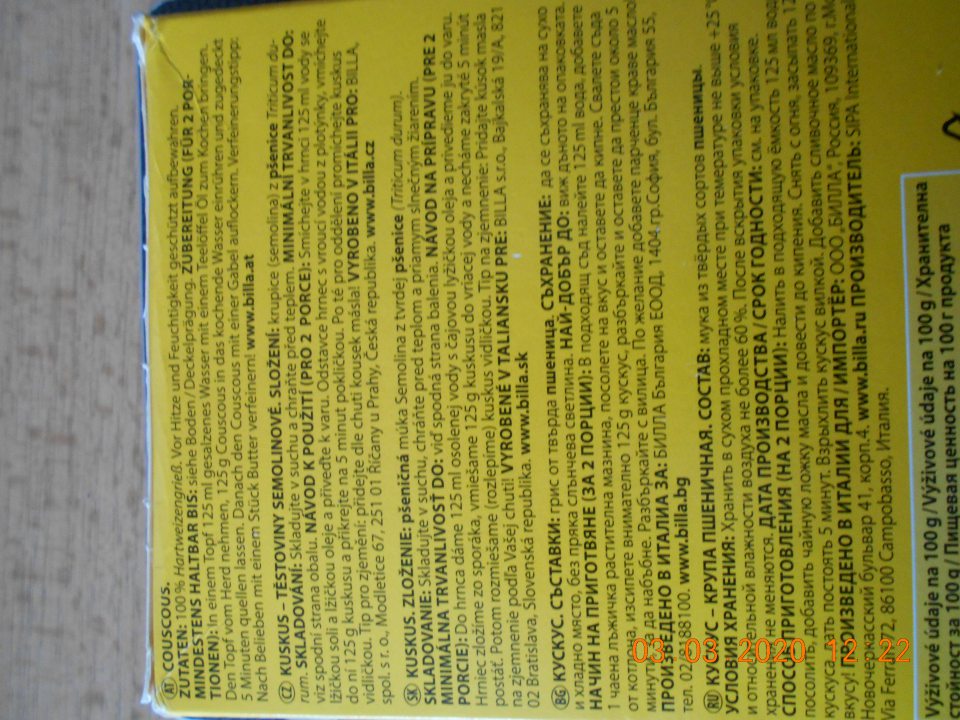 AT COUSCOUS.
ZUTATEN: 100% Hartweizengrieß. Vor Hitze und Feuchtigkeit geschützt aufbewahren.
MINDESTENS HALTBAR BIS: siehe Boden / Deckelprägung. ZUBEREITUNG (FÜR 2 POR-
TIONEN): In einem Topf 125 ml gesalzenes Wasser mit einem Teelöffel Öl zum Kochen bringen.
Den Topf vom Herd nehmen, 125 g Couscous in das kochende Wasser einrühren und zugedeckt
5 Minuten quellen lassen. Danach den Couscous mit einer Gabel auflockern. Verfeinerungstipp:
Nach Belieben mit einem Stück Butter verfeinern! www.billa.at
CZ KUSKUS – TĚSTOVINY SEMOLINOVÉ. SLOŽENÍ: krupice (semolina) z pšenice Triticum du-
rum. SKLADOVÁNÍ: Skladujte v suchu a chraňte před teplem. MINIMÁLNÍ TRVANLIVOST DO:
viz spodní strana obalu. NÁVOD K POUŽITÍ (PRO 2 PORCE): Smíchejte v hrnci 125 ml vody se
lžičkou soli a lžičkou oleje a přiveďte k varu. Odstavte hrnec s vroucí vodou z plotýnky, vmíchejte
do ní 125 g kuskusu a přikrejte na 5 minut pokličkou. Po té pro oddělení promíchejte kuskus
vidličkou. Tip pro zjemnění: přidejte dle chuti kousek másla! VYROBENO V ITÁLII PRO: BILLA,
spol. s r. o., Modletice 67, 251 01 Říčany u Prahy, Česká republika. www.billa.cz
SK KUSKUS. ZLOŽENIE: pšeničná múka Semolina z tvrdej pšenice (Triticum durum).
SKLADOVANIE: Skladujte v suchu, chráňte pred teplom a priamym slnečným žiarením.
MINIMÁLNA TRVANLIVOSŤ DO: viď spodná strana balenia. NÁVOD NA PRÍPRAVU (PRE 2
PORCIE): Do hrnca dáme 125 ml osolenej vody s čajovou lyžičkou oleja a privedieme ju do varu.
Hrniec zložíme zo sporáka, vmiešame 125 g kuskusu do vriacej vody a necháme zakryté 5 minút
postáť. Potom rozmiešame (rozlepíme) kuskus vidličkou. Tip na zjemnenie: Pridajte kúsok masla
na zjemnenie podľa Vašej chuti! VYROBENÉ V TALIANSKU PRE: BILLA s.r.o., Bajkalská 19/A, 821
02 Bratislava, Slovenská republika. www.billa.sk
BG КУСКУС. СЪСТАВКИ: грис от твърда пшеница. СЪХРАНЕНИЕ: да се съхранява на сухо
и хладно място, без пряка слънчева светлина. НАЙ-ДОБЪР ДО: виж дъното на опаковката.
НАЧИН НА ПРИГОТВЯНЕ (ЗА 2 ПОРЦИИ): В подходящ съд налейте 125 ml вода, добавете
1 чаена лъжичка растителна мазнина, посолете на вкус и оставете да кипне. Свалете съда
от котлона, изсипете внимателно 125 g кускус, разбъркайте и оставете да престои около 5
минути, за да набъбне. Разбъркайте с вилица. По желание добавете парченце краве масло!
ПРОИЗВЕДЕНО В ИТАЛИЯ ЗА: БИЛЛА България ЕООД, 1404 гр.София, бул. България 55,
www.billa.bg
RU КУСКУС – КРУПА ПШЕНИЧНАЯ. СОСТАВ: мука из твёрдых сортов пшеницы.
УСЛОВИЯ ХРАНЕНИЯ: Хранить в сухом прохладном месте при температуре не выше +25 °
и относительной влажности воздуха не более 60 %. После вскрытия упаковки условия
хранения не меняются. ДАТА ПРОИЗВОДСТВА / СРОК ГОДНОСТИ: см. на упаковке.
СПОСОБ ПРИГОТОВЛЕНИЯ (НА 2 ПОРЦИИ): Налить в подходящую ёмкость 125 мл вод
посолить, добавить чайную ложку масла и довести до кипения. Снять с огня, засыпать 12
кускуса, дать постоять 5 минут. Взрыхлить кускус вилкой. Добавить сливочное масло по
вкусу! ПРОИЗВЕДЕНО В ИТАЛИИ ДЛЯ / ИМПОРТЁР: ООО „БИЛЛА", Россия, 109369, г.Мо
Новочеркасский бульвар 41, корп.4. www.billa.ru ПРОИЗВОДИТЕЛЬ: SIPA International
Via Ferro 2, 86100 Campobasso, Италия.
Výživové údaje na 100 g / Výživové údaje na 100 g / Хранителна
стойност за 100 г / Пищевая ценность на 100 г продукта
03 03 2020 12 22